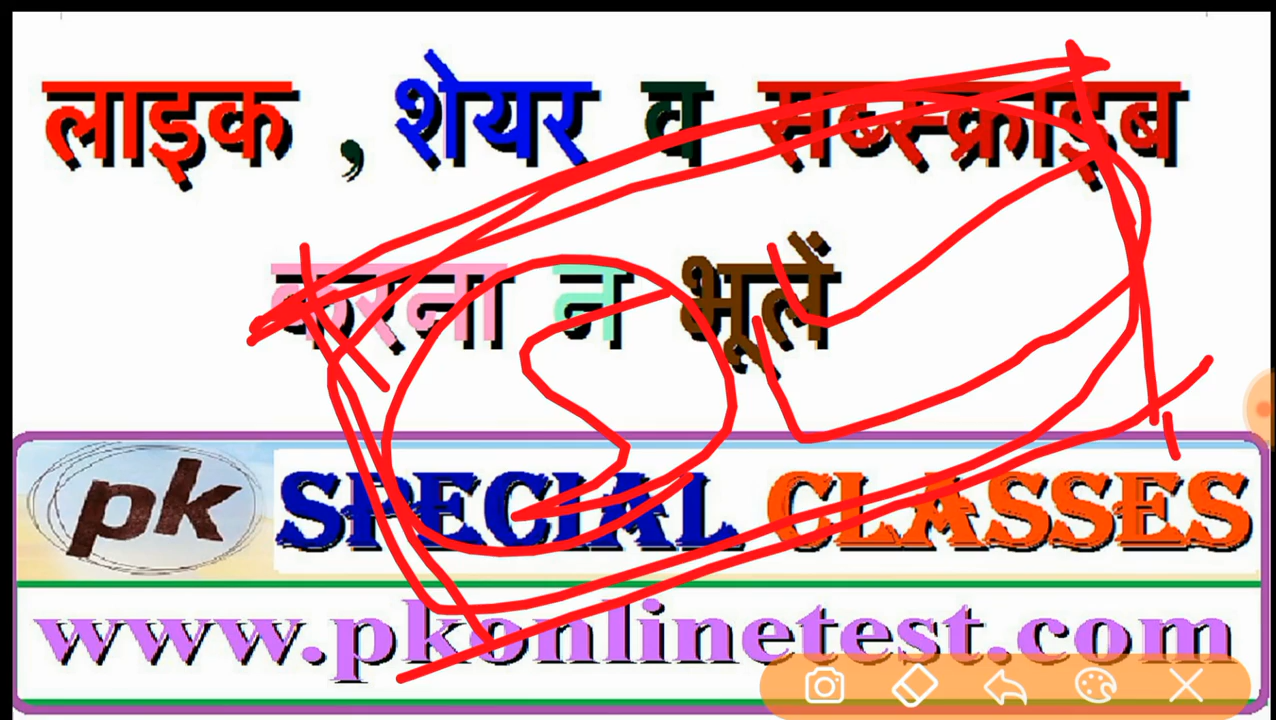 लाइक , शेयर व सब्स्क्राइब
करना न भूलें
pk SPECIAL CLASSES
www.pkonlinetest.com